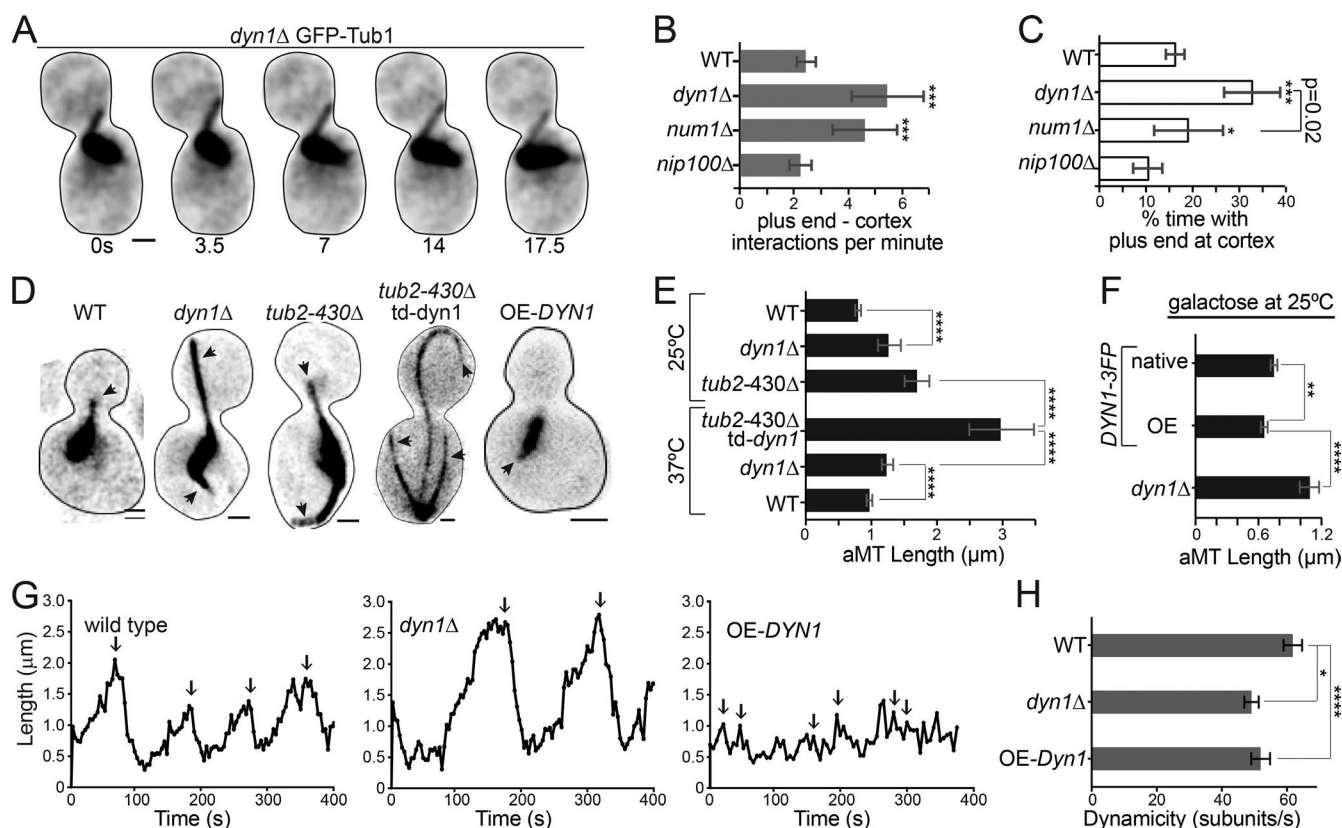 A
dyn1Δ GFP-Tub1
0s
3.5
7
14
17.5
B
WT
dyn1Δ
***
num1Δ
***
nip100Δ
0
2
4
6
plus end - cortex
interactions per minute
C
WT
dyn1Δ
***
num1Δ
*
p=0.02
nip100Δ
0
10
20
30
40
% time with
plus end at cortex
D
WT
dyn1Δ
tub2-430Δ
tub2-430Δ
td-dyn1
OE-DYN1
E
25ºC
WT
dyn1Δ
****
tub2-430Δ
37ºC
tub2-430Δ
td-dyn1
****
****
dyn1Δ
WT
****
0
1
2
3
aMT Length (µm)
F
galactose at 25ºC
DYN1-3FP
native
OE
**
dyn1Δ
****
0
0.6
1.2
aMT Length (µm)
G
Length (µm)
3.0
2.5
2.0
1.5
1.0
0.5
0
wild type
0
100
200
300
400
Time (s)
3.0
2.5
2.0
1.5
1.0
0.5
0
dyn1Δ
0
100
200
300
400
Time (s)
3.0
2.5
2.0
1.5
1.0
0.5
0
OE-DYN1
0
100
200
300
400
Time (s)
H
WT
dyn1Δ
*
OE-Dyn1
****
0
20
40
60
Dynamicity (subunits/s)